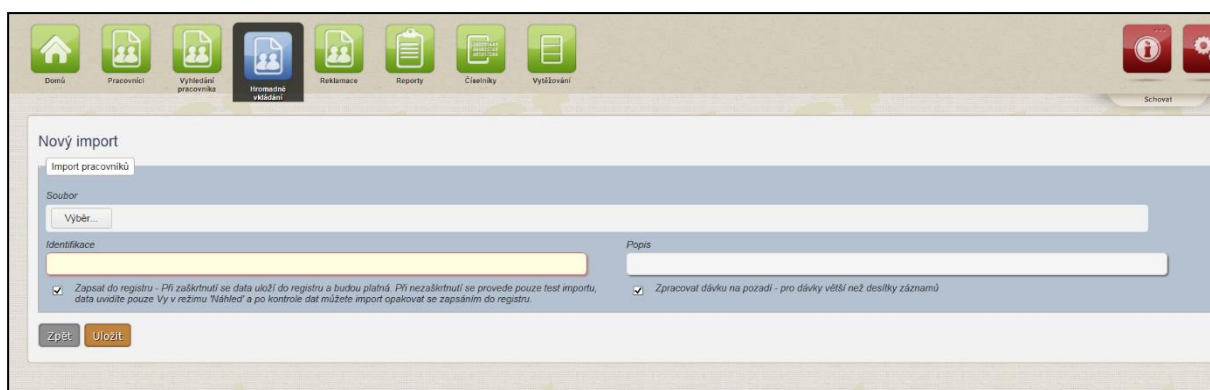 Domů
Pracovníci
Vyhledání
pracovníka
Hromadné
vkládání
Reklamace
Reporty
Číselníky
Vytěžování
Schovat
Nový import
Import pracovníků
Soubor
Výběr...
Identifikace
Popis
Zapsat do registru - Při zaškrtnutí se data uloží do registru a budou platná. Při nezaškrtnutí se provede pouze test importu,
data uvidíte pouze Vy v režimu 'Náhled' a po kontrole dat můžete import opakovat se zapsáním do registru.
Zpracovat dávku na pozadí - pro dávky větší než desítky záznamů
Zpět
Uložit